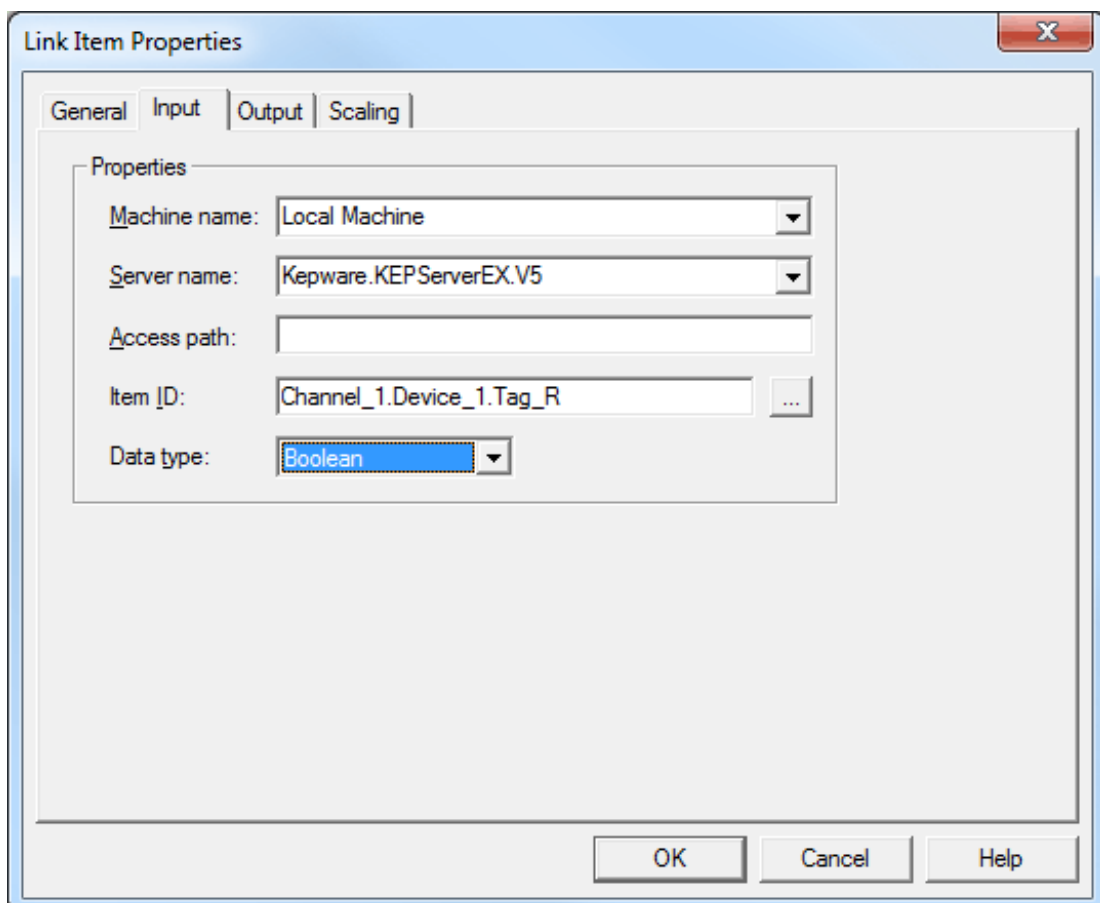 Link Item Properties
General Input Output Scaling
Properties
Machine name: Local Machine
Server name: Kepware.KEPServerEX.V5
Access path:
Item ID: Channel_1.Device_1.Tag_R ...
Data type: Boolean
OK Cancel Help